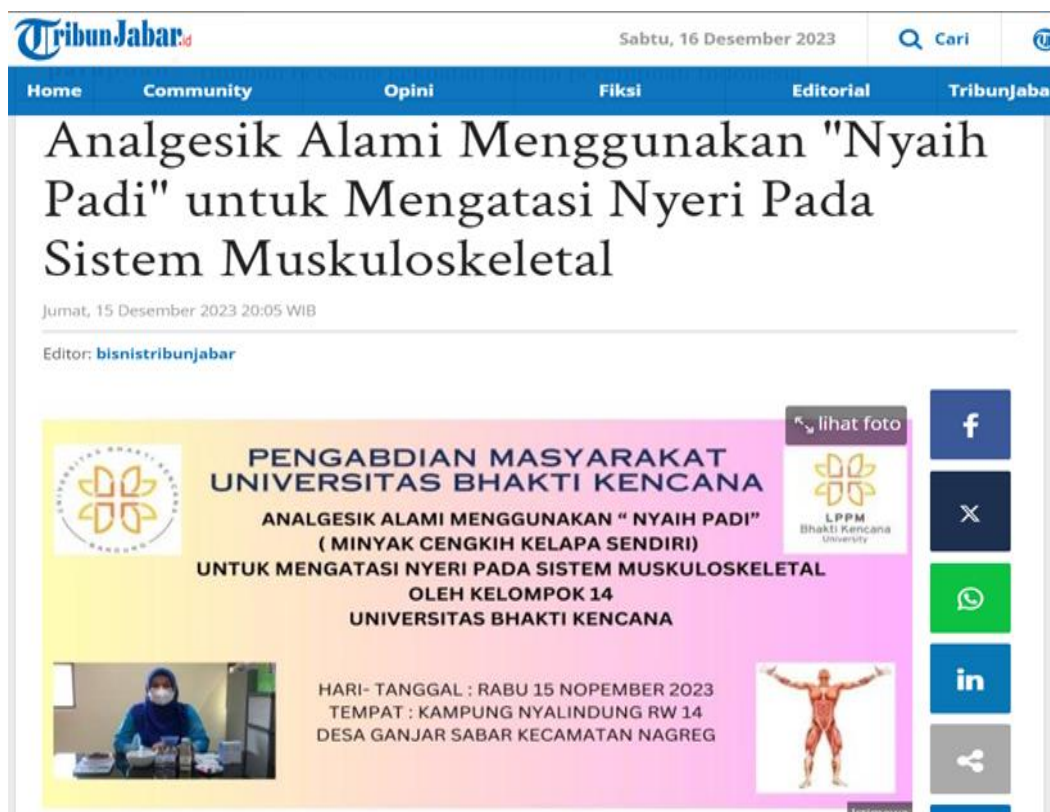 TribunJabar.id
Sabtu, 16 Desember 2023
Cari
Home
Community
Opini
Fiksi
Editorial
TribunJaba
Analgesik Alami Menggunakan "Nyaih
Padi" untuk Mengatasi Nyeri Pada
Sistem Muskuloskeletal
Jumat, 15 Desember 2023 20:05 WIB
Editor: bisnistribunjabar
lihat foto
UNIVERSITAS BHAKTI KENCANA
BANDUNG
PENGABDIAN MASYARAKAT
UNIVERSITAS BHAKTI KENCANA
ANALGESIK ALAMI MENGGUNAKAN “ NYAIH PADI”
( MINYAK CENGKIH KELAPA SENDIRI)
UNTUK MENGATASI NYERI PADA SISTEM MUSKULOSKELETAL
OLEH KELOMPOK 14
UNIVERSITAS BHAKTI KENCANA
LPPM
Bhakti Kencana
University
HARI- TANGGAL : RABU 15 NOPEMBER 2023
TEMPAT : KAMPUNG NYALINDUNG RW 14
DESA GANJAR SABAR KECAMATAN NAGREG